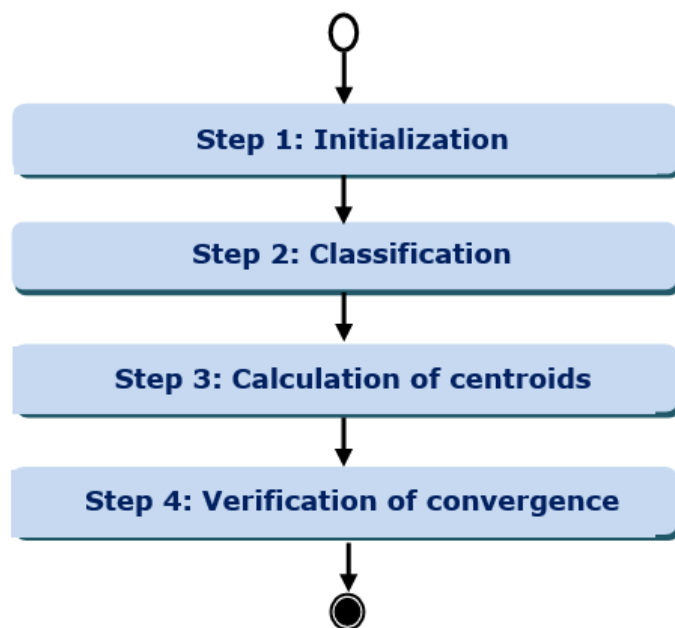 Step 1: Initialization
Step 2: Classification
Step 3: Calculation of centroids
Step 4: Verification of convergence